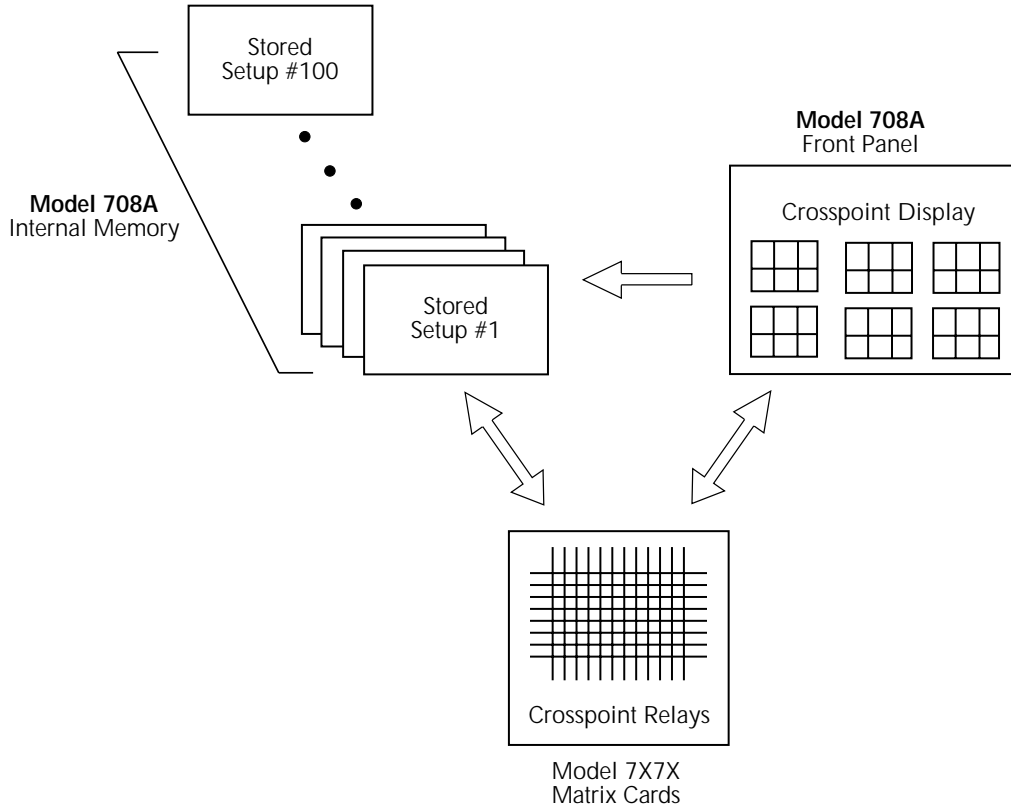 Stored
Setup #100
Model 708A
Front Panel
Model 708A
Internal Memory
Crosspoint Display
Stored
Setup #1
Crosspoint Relays
Model 7X7X
Matrix Cards